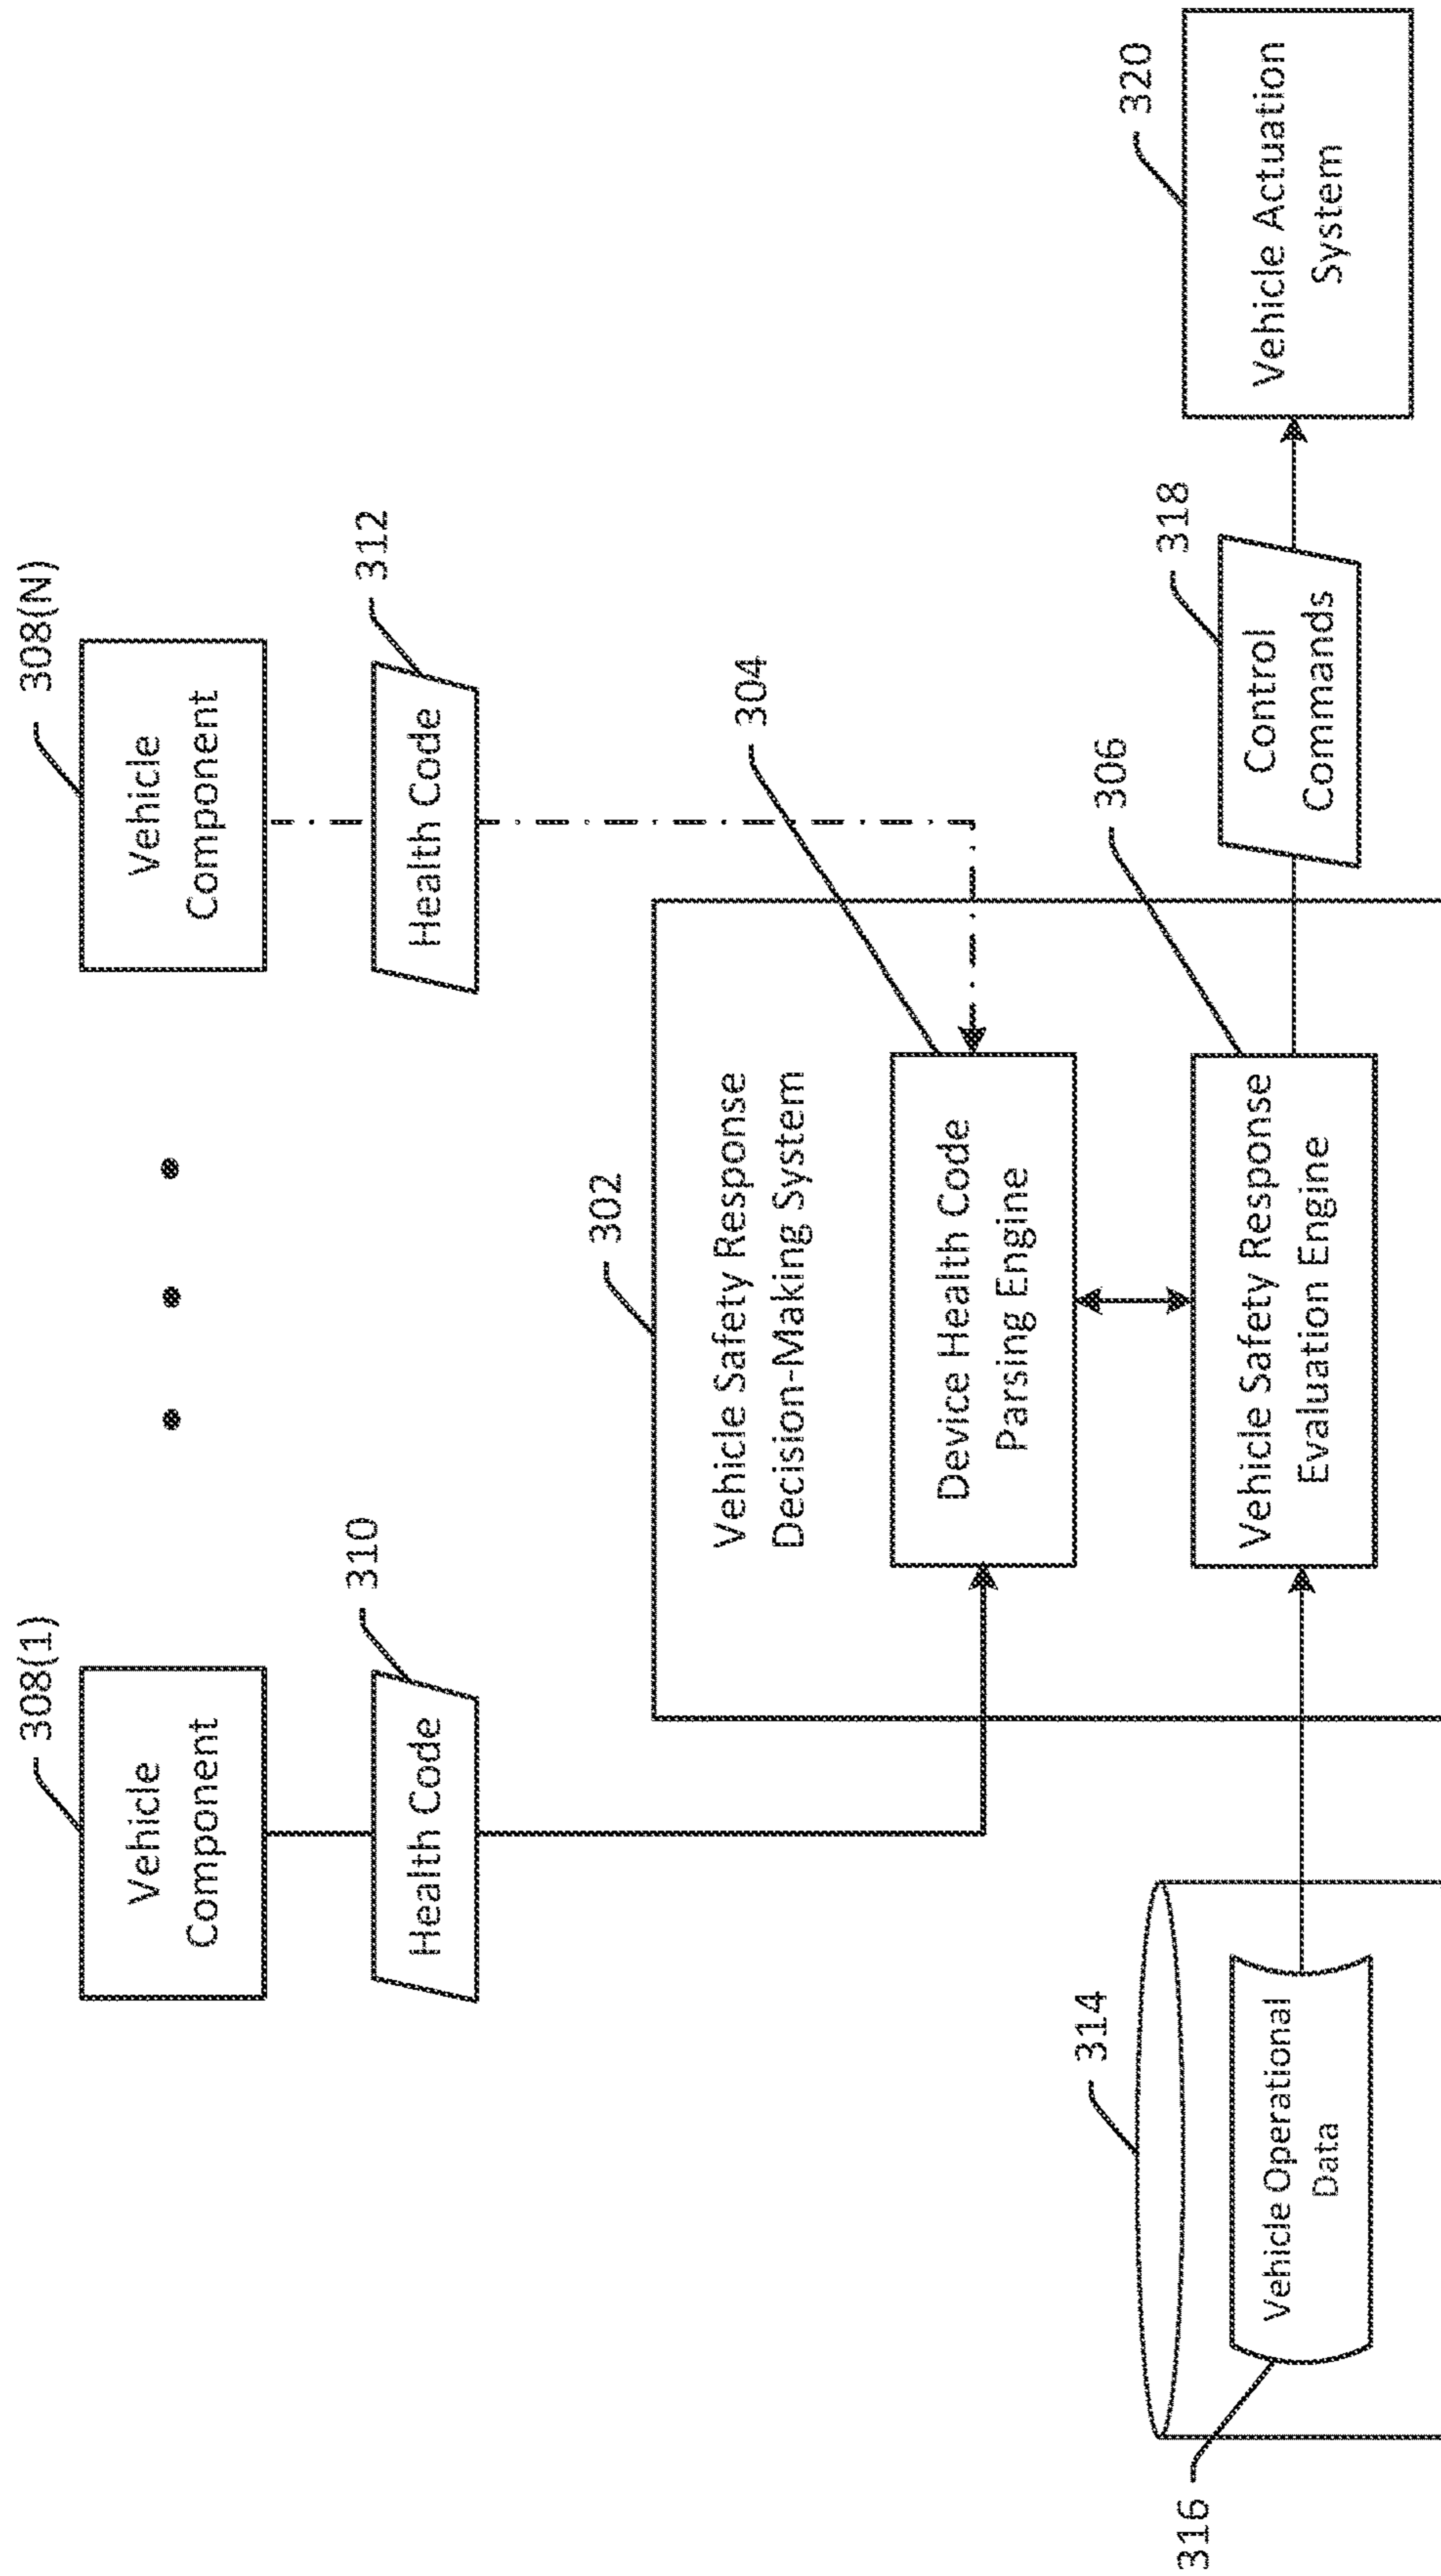 308(1)
308(N)
Vehicle
Component
Vehicle
Component
310
312
Health Code
Health Code
302
304
Vehicle Safety Response
Decision-Making System
Device Health Code
Parsing Engine
314
306
318
320
316
Vehicle Operational
Data
Vehicle Safety Response
Evaluation Engine
Control
Commands
Vehicle Actuation
System